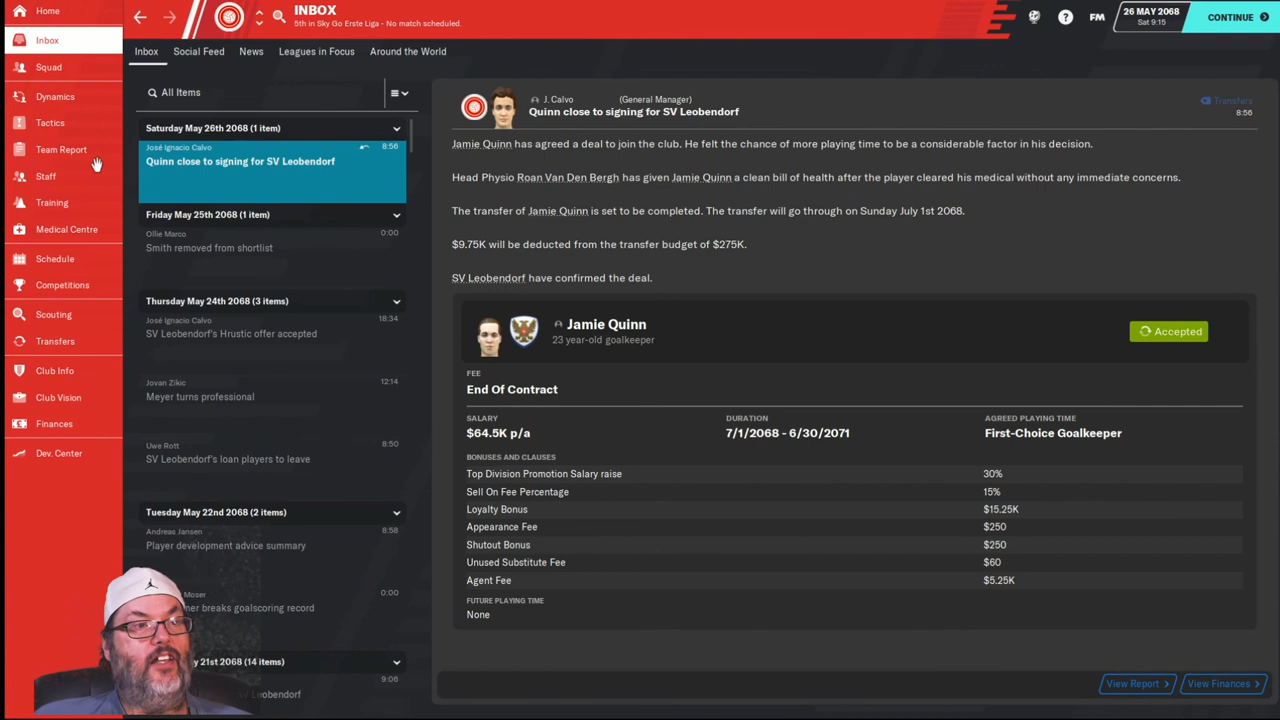 Home
Inbox
Squad
Dynamics
Tactics
Team Report
Staff
Training
Medical Centre
Schedule
Competitions
Scouting
Transfers
Club Info
Club Vision
Finances
Dev. Center
INBOX
5th in Sky Go Erste Liga - No match scheduled.
?
FM
26 MAY 2068
Sat 9:15
CONTINUE
Inbox
Social Feed
News
Leagues in Focus
Around the World
All Items
Saturday May 26th 2068 (1 item)
José Ignacio Calvo
8:56
Quinn close to signing for SV Leobendorf
Friday May 25th 2068 (1 item)
Ollie Marco
0:00
Smith removed from shortlist
Thursday May 24th 2068 (3 items)
José Ignacio Calvo
18:34
SV Leobendorf's Hrustic offer accepted
Jovan Zikic
12:14
Meyer turns professional
Uwe Rott
8:50
SV Leobendorf's loan players to leave
Tuesday May 22nd 2068 (2 items)
Andreas Jansen
8:58
Player development advice summary
Moser
0:00
ner breaks goalscoring record
y 21st 2068 (14 items)
9:06
eobendorf
J. Calvo (General Manager)
Quinn close to signing for SV Leobendorf
Transfers
8:56
Jamie Quinn has agreed a deal to join the club. He felt the chance of more playing time to be a considerable factor in his decision.
Head Physio Roan Van Den Bergh has given Jamie Quinn a clean bill of health after the player cleared his medical without any immediate concerns.
The transfer of Jamie Quinn is set to be completed. The transfer will go through on Sunday July 1st 2068.
$9.75K will be deducted from the transfer budget of $275K.
SV Leobendorf have confirmed the deal.
Jamie Quinn
23 year-old goalkeeper
Accepted
FEE
End Of Contract
SALARY
$64.5K p/a
DURATION
7/1/2068 - 6/30/2071
AGREED PLAYING TIME
First-Choice Goalkeeper
BONUSES AND CLAUSES
Top Division Promotion Salary raise 30%
Sell On Fee Percentage 15%
Loyalty Bonus $15.25K
Appearance Fee $250
Shutout Bonus $250
Unused Substitute Fee $60
Agent Fee $5.25K
FUTURE PLAYING TIME
None
View Report
View Finances